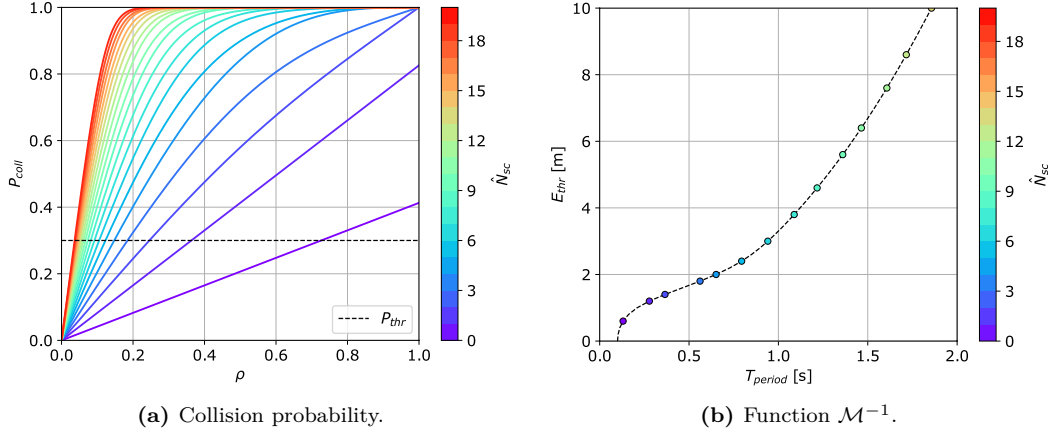 1.0
0.8
0.6
0.4
0.2
0.0
P_coll
0.0 0.2 0.4 0.6 0.8 1.0
ρ
P_thr
18
15
12
9
6
3
0
N̂_sc
(a) Collision probability.
10
8
6
4
2
0
E_thr [m]
0.0 0.5 1.0 1.5 2.0
T_period [s]
18
15
12
9
6
3
0
N̂_sc
(b) Function ℳ⁻¹.